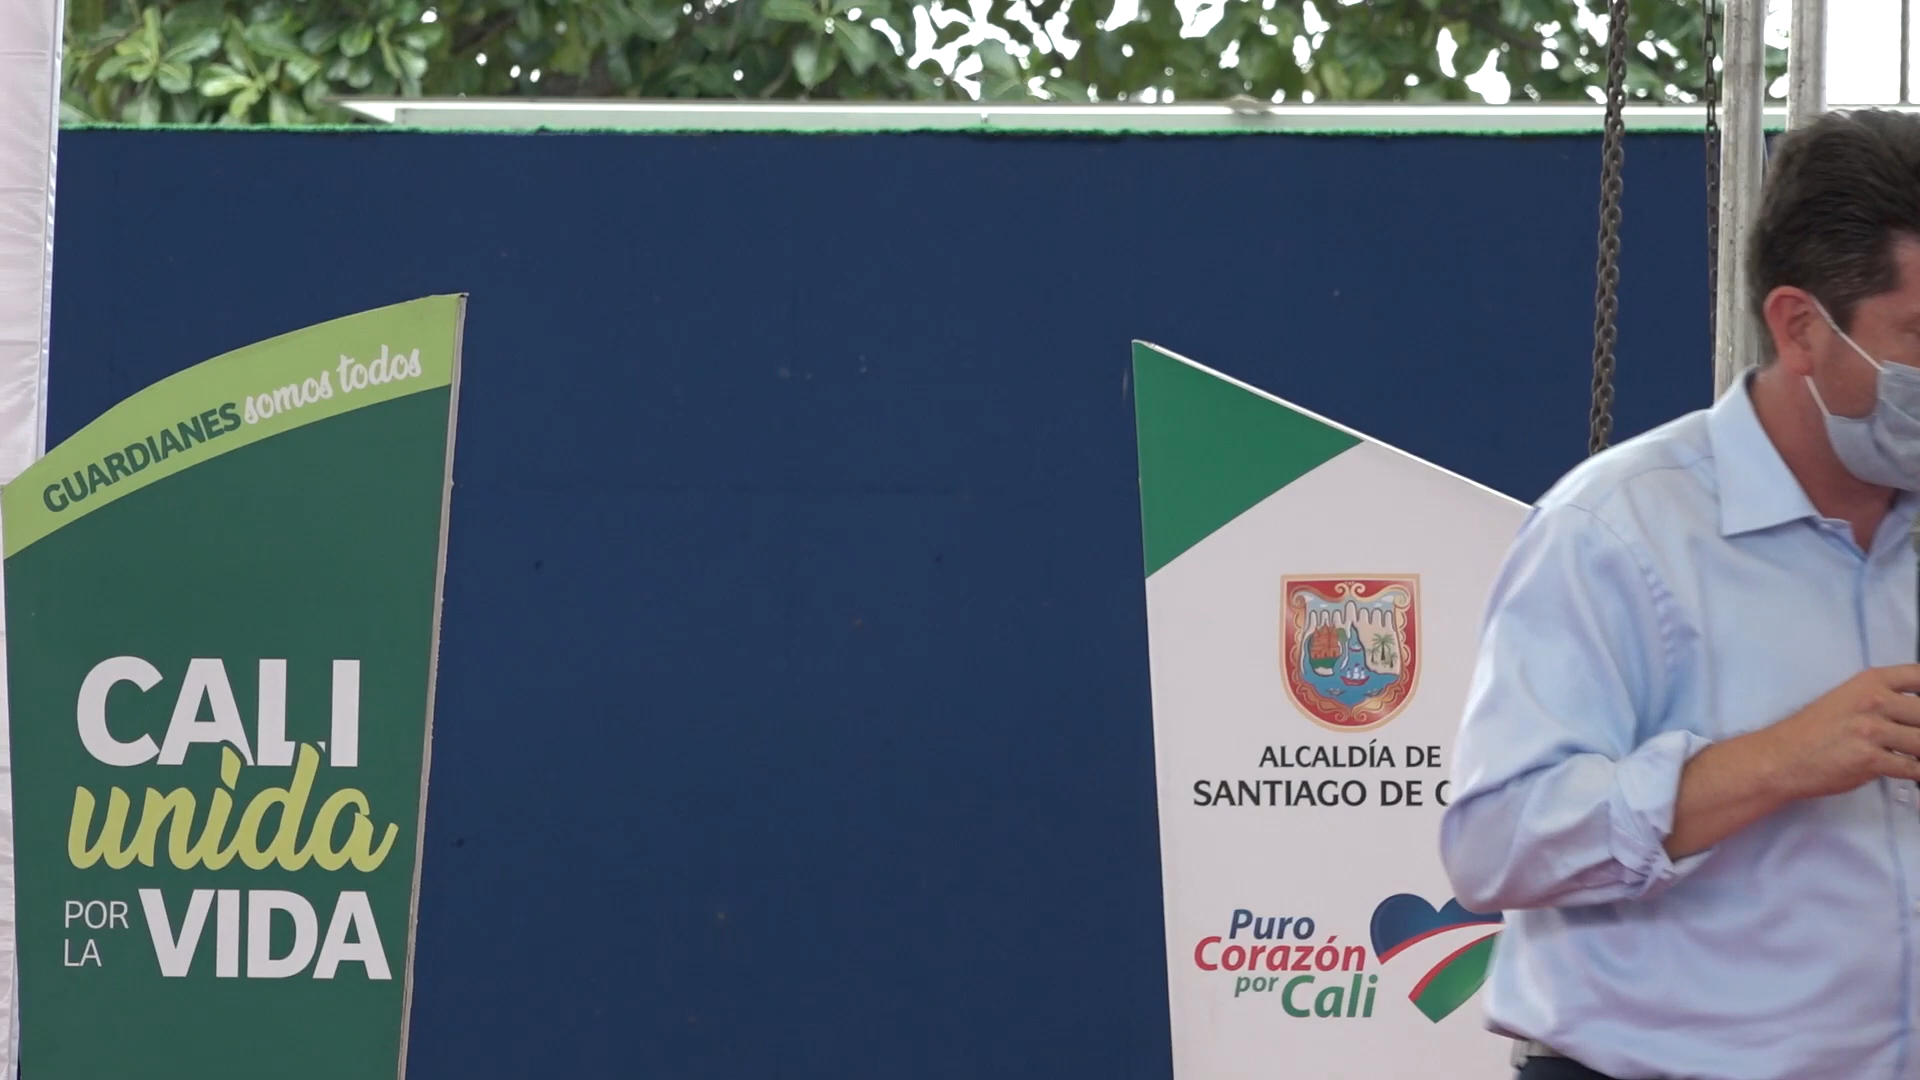 GUARDIANES somos todos
CALI
unida
POR LA VIDA
ALCALDÍA DE
SANTIAGO DE
Puro
Corazón
por Cali